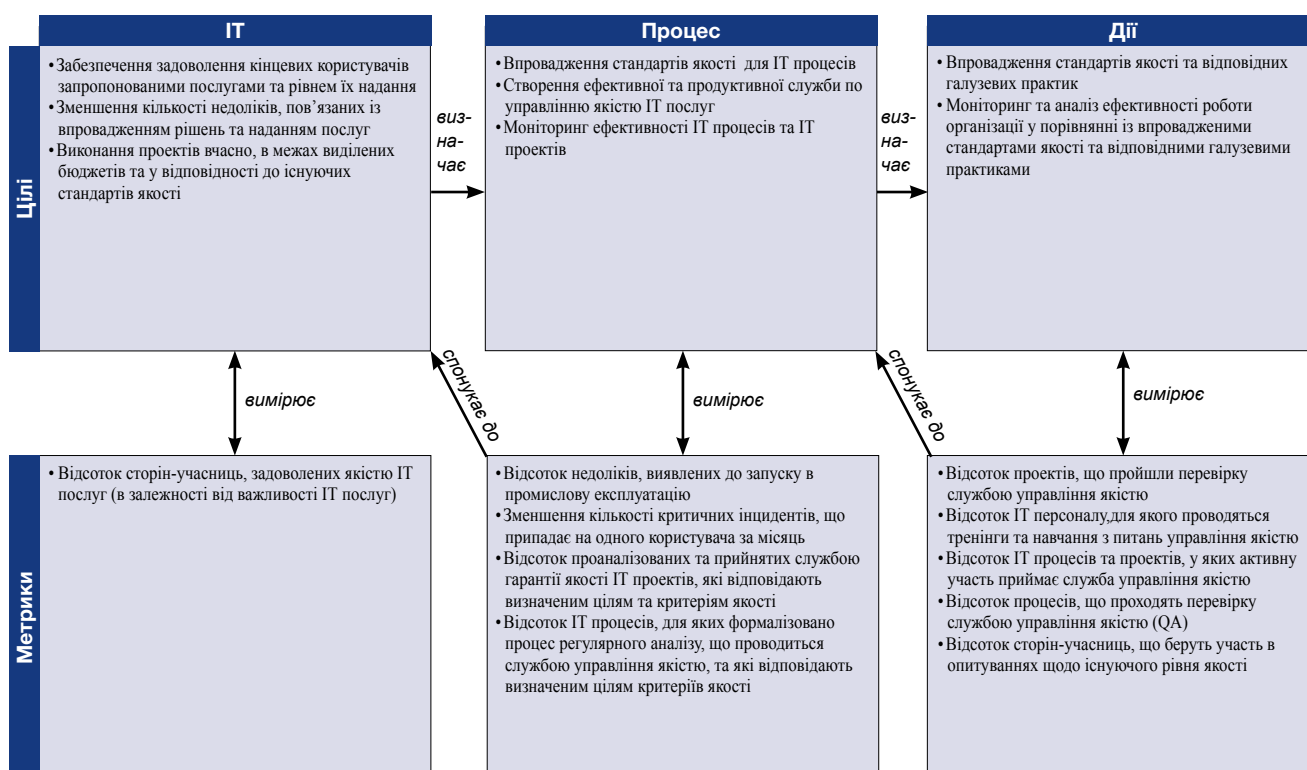 ІТ
Процес
Дії
Цілі
• Забезпечення задоволення кінцевих користувачів
запропонованими послугами та рівнем їх надання
• Зменшення кількості недоліків, пов’язаних із
впровадженням рішень та наданням послуг
• Виконання проектів вчасно, в межах виділених
бюджетів та у відповідності до існуючих
стандартів якості
виз-
на-
чає
• Впровадження стандартів якості для ІТ процесів
• Створення ефективної та продуктивної служби по
управлінню якістю ІТ послуг
• Моніторинг ефективності ІТ процесів та ІТ
проектів
виз-
на-
чає
• Впровадження стандартів якості та відповідних
галузевих практик
• Моніторинг та аналіз ефективності роботи
організації у порівнянні із впровадженими
стандартами якості та відповідними галузевими
практиками
вимірює
спонукає до
вимірює
спонукає до
вимірює
Метрики
• Відсоток сторін-учасниць, задоволених якістю ІТ
послуг (в залежності від важливості ІТ послуг)
• Відсоток недоліків, виявлених до запуску в
промислову експлуатацію
• Зменшення кількості критичних інцидентів, що
припадає на одного користувача за місяць
• Відсоток проаналізованих та прийнятих службою
гарантії якості ІТ проектів, які відповідають
визначеним цілям та критеріям якості
• Відсоток ІТ процесів, для яких формалізовано
процес регулярного аналізу, що проводиться
службою управління якістю, та які відповідають
визначеним цілям критеріїв якості
• Відсоток проектів, що пройшли перевірку
службою управління якістю
• Відсоток ІТ персоналу,для якого проводяться
тренінги та навчання з питань управління якістю
• Відсоток ІТ процесів та проектів, у яких активну
участь приймає служба управління якістю
• Відсоток процесів, що проходять перевірку
службою управління якістю (QA)
• Відсоток сторін-учасниць, що беруть участь в
опитуваннях щодо існуючого рівня якості